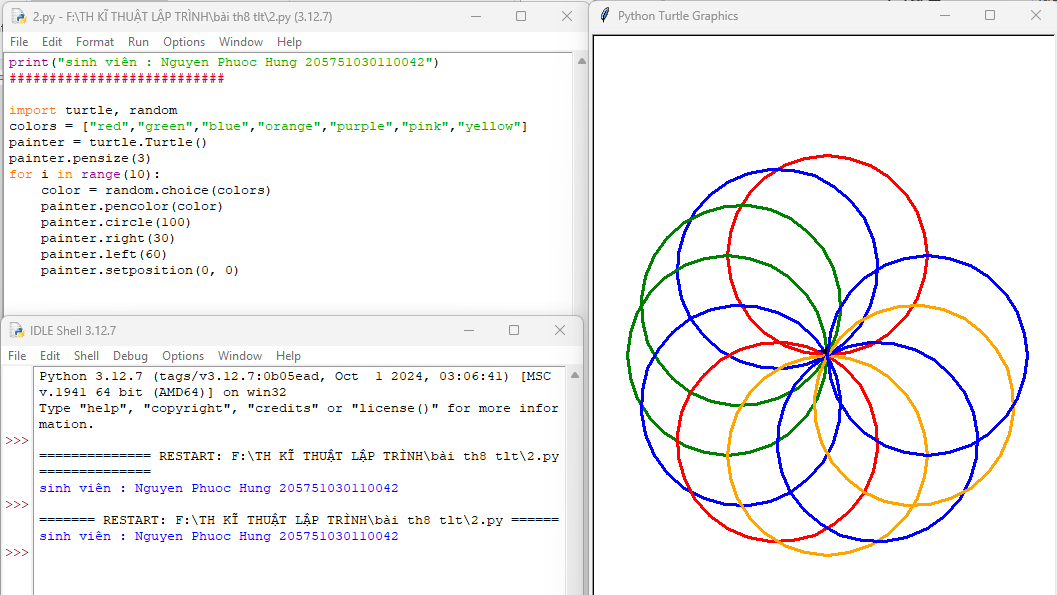 2.py - F:\TH KĨ THUẬT LẬP TRÌNH\bài th8 tlt\2.py (3.12.7)
File Edit Format Run Options Window Help
print("sinh viên : Nguyen Phuoc Hung 205751030110042")
###########################
import turtle, random
colors = ["red","green","blue","orange","purple","pink","yellow"]
painter = turtle.Turtle()
painter.pensize(3)
for i in range(10):
    color = random.choice(colors)
    painter.pencolor(color)
    painter.circle(100)
    painter.right(30)
    painter.left(60)
    painter.setposition(0, 0)
IDLE Shell 3.12.7
File Edit Shell Debug Options Window Help
Python 3.12.7 (tags/v3.12.7:0b05ead, Oct 1 2024, 03:06:41) [MSC
v.1941 64 bit (AMD64)] on win32
Type "help", "copyright", "credits" or "license()" for more infor
mation.
>>>
============== RESTART: F:\TH KĨ THUẬT LẬP TRÌNH\bài th8 tlt\2.py
==============
sinh viên : Nguyen Phuoc Hung 205751030110042
>>>
======= RESTART: F:\TH KĨ THUẬT LẬP TRÌNH\bài th8 tlt\2.py ======
sinh viên : Nguyen Phuoc Hung 205751030110042
>>>
Python Turtle Graphics